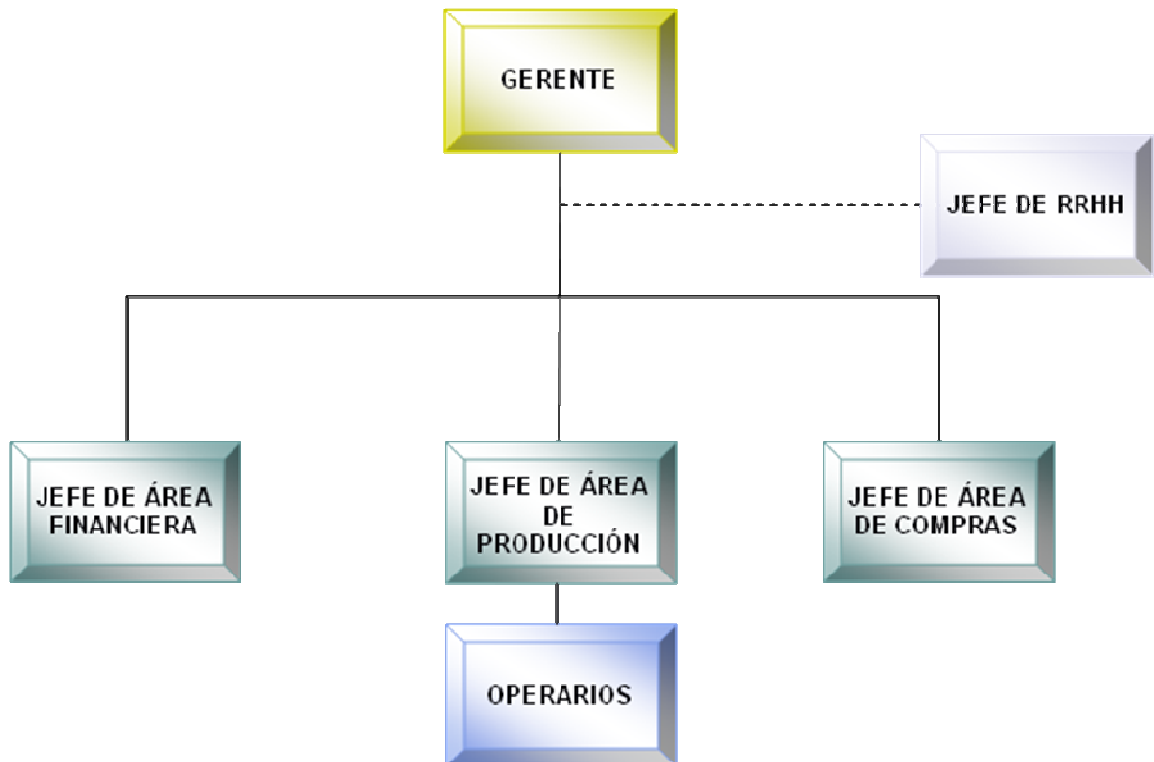 GERENTE
JEFE DE RRHH
JEFE DE ÁREA
FINANCIERA
JEFE DE ÁREA
DE
PRODUCCIÓN
JEFE DE ÁREA
DE COMPRAS
OPERARIOS